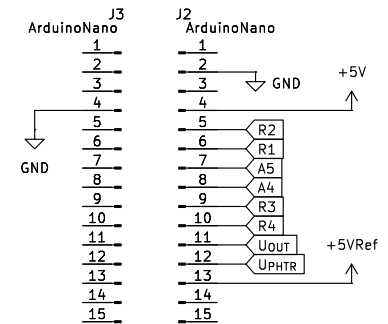 J3 J2
ArduinoNano ArduinoNano
1 1
2 2 GND
3 3 +5V
4 4
5 5 R2
6 6 R1
GND 7 7 A5
8 8 A4
9 9 R3
10 10 R4
11 11 UOUT +5VRef
12 12 UPHTR
13 13
14 14
15 15